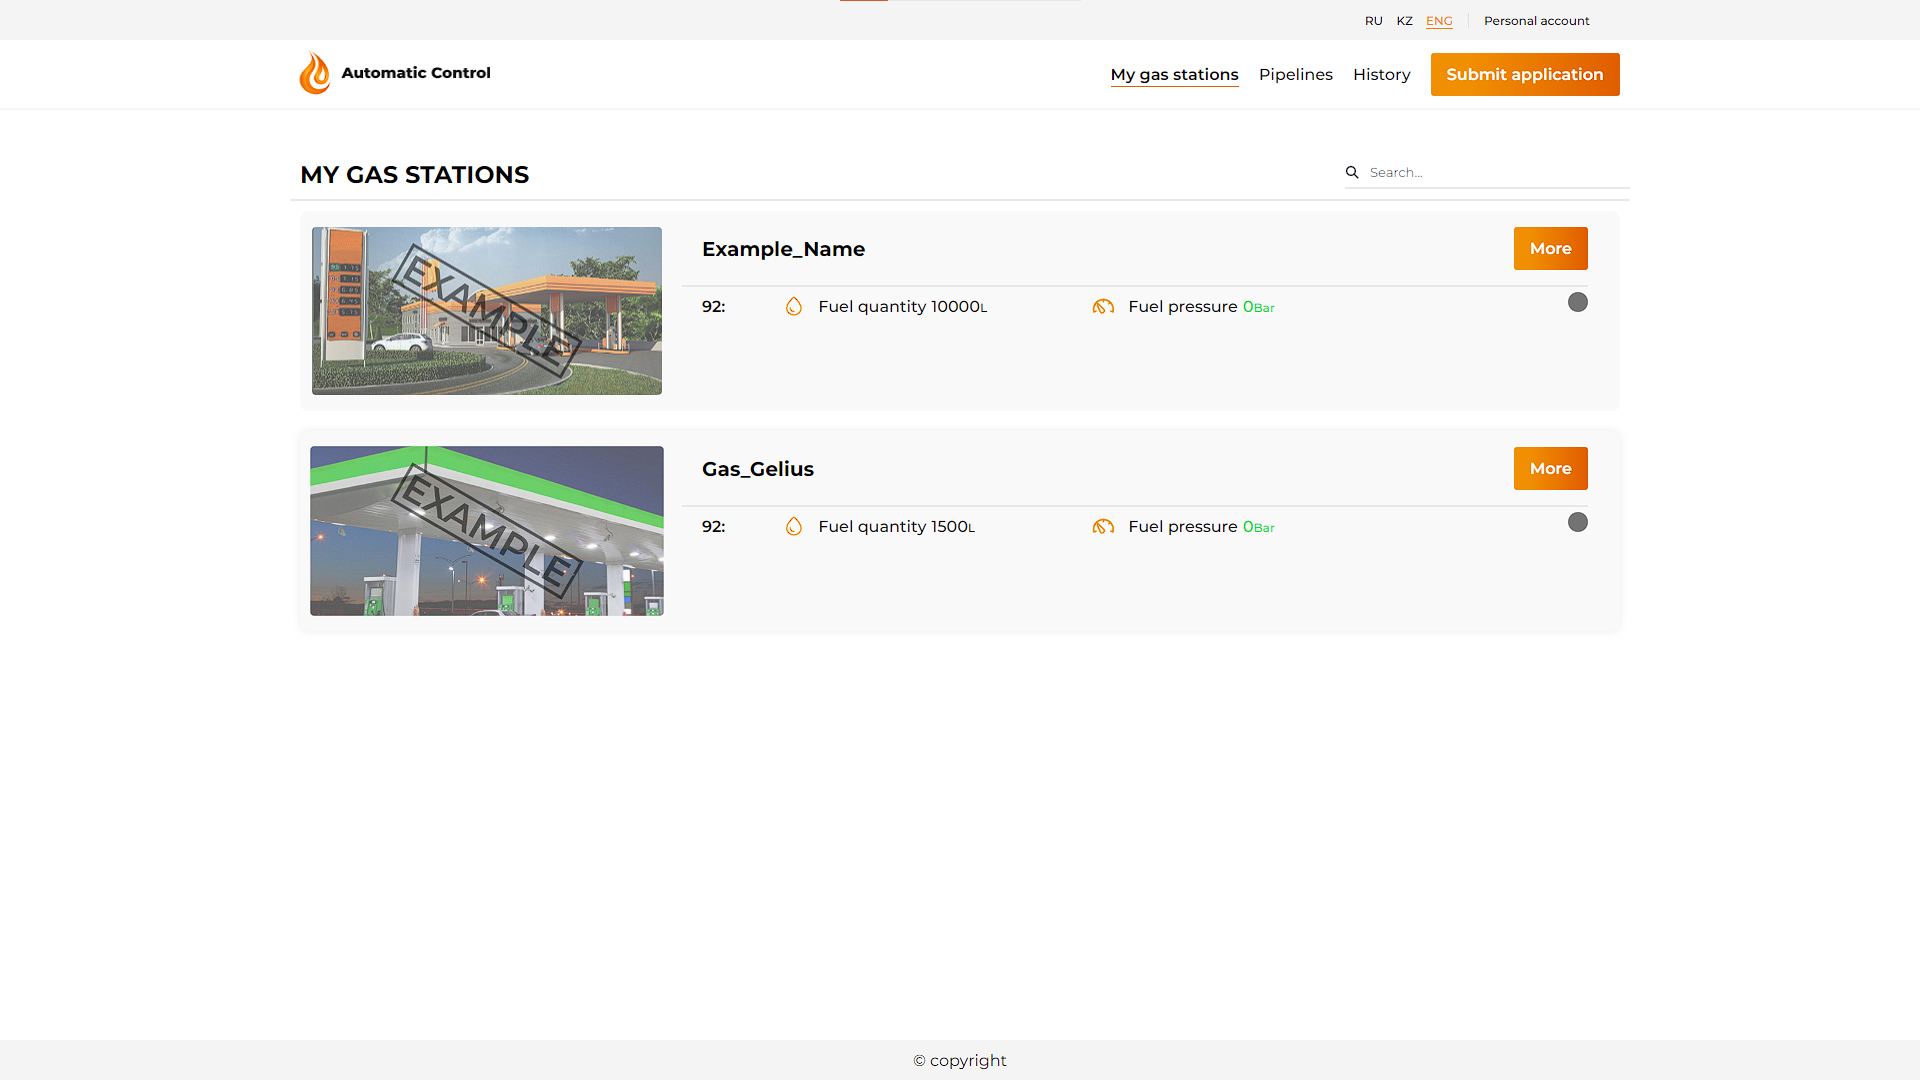 RU KZ ENG Personal account
Automatic Control
My gas stations Pipelines History Submit application
MY GAS STATIONS
Search...
EXAMPLE
Example_Name
More
92: Fuel quantity 10000L Fuel pressure 0Bar
EXAMPLE
Gas_Gelius
More
92: Fuel quantity 1500L Fuel pressure 0Bar
© copyright